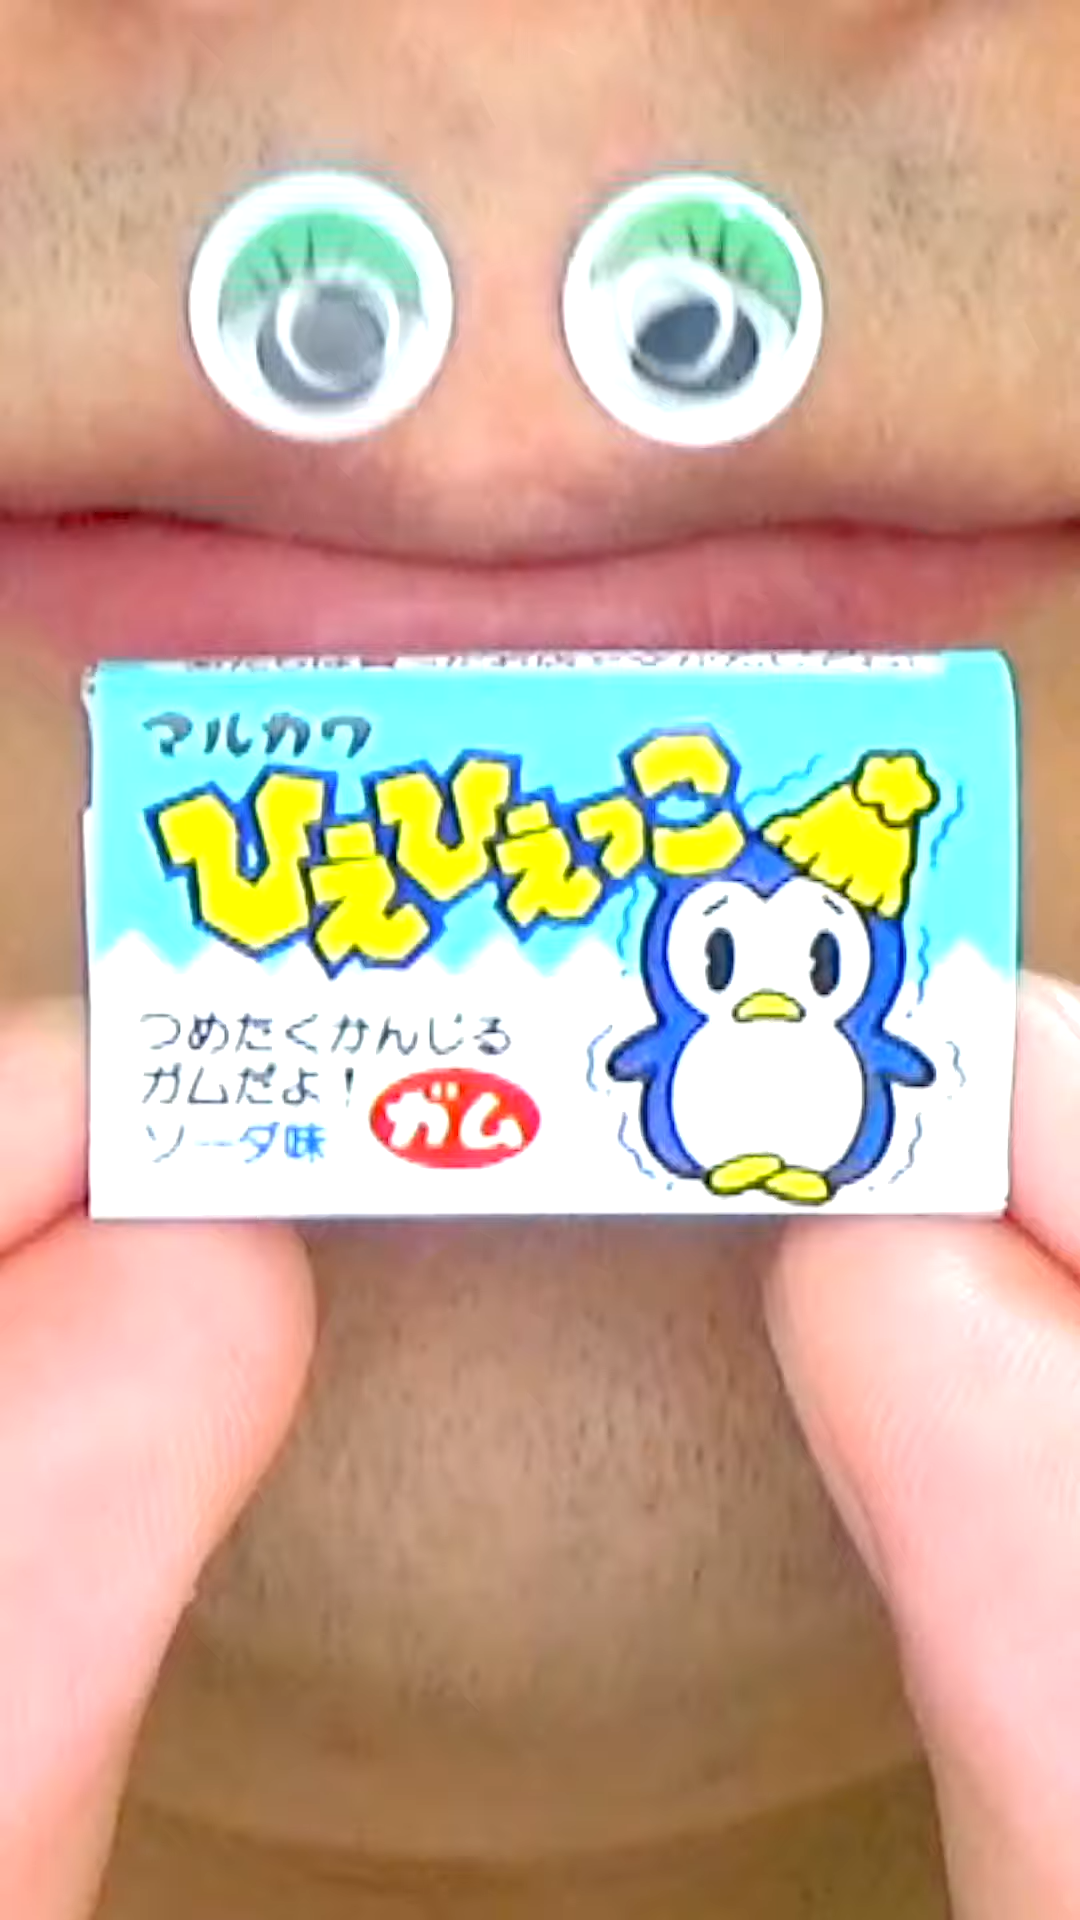 マルカワ
ひえひえっこ
つめたくかんじる
ガムだよ！
ソーダ味
ガム